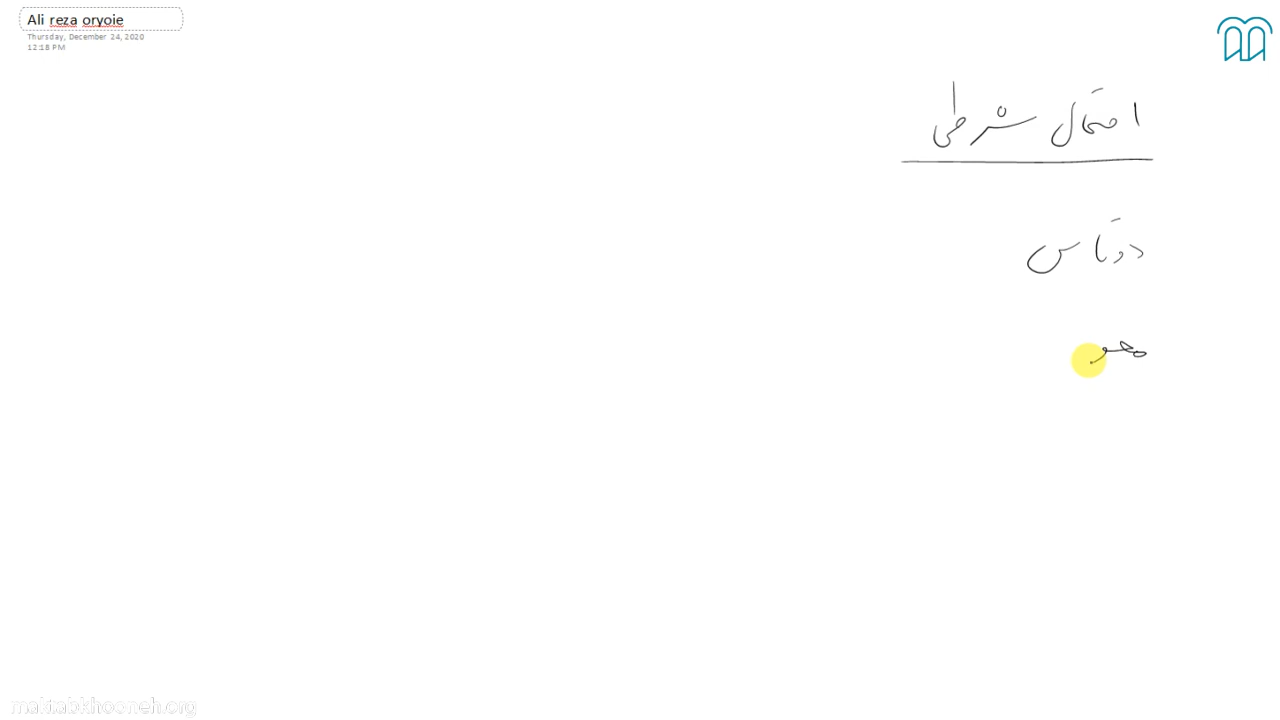 Ali reza oryoie
Thursday, December 24, 2020
12:18 PM
احتمال شرطی
دو تاس
maktabkhooneh.org